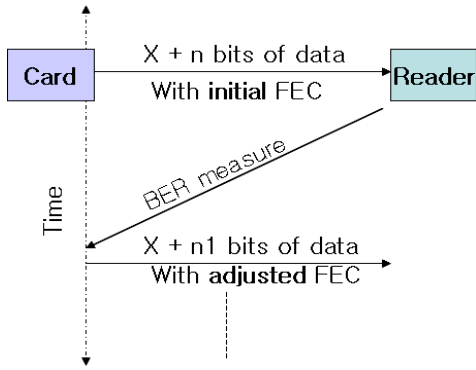 X + n bits of data
Card
Reader
With initial FEC
BER measure
Time
X + n1 bits of data
With adjusted FEC